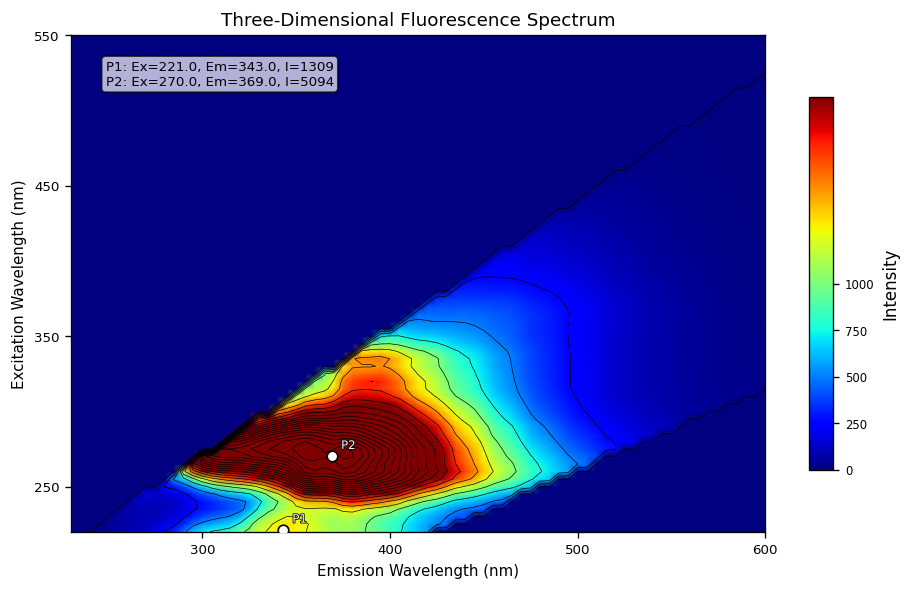 Three-Dimensional Fluorescence Spectrum
550
P1: Ex=221.0, Em=343.0, I=1309
P2: Ex=270.0, Em=369.0, I=5094
450
350
250
Excitation Wavelength (nm)
P2
P1
300
400
500
600
Emission Wavelength (nm)
1000
750
500
250
0
Intensity